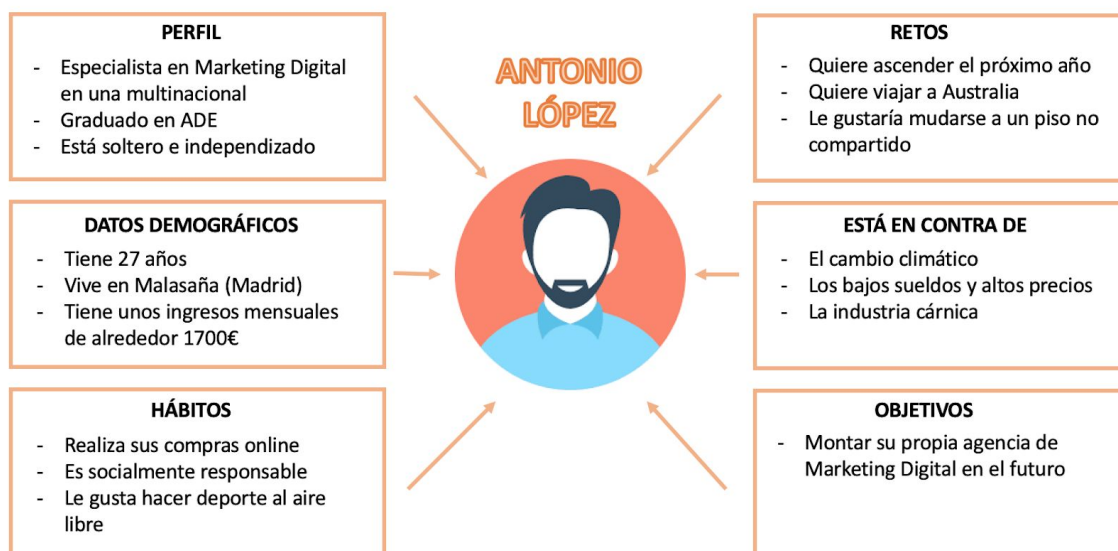 ANTONIO
LÓPEZ
PERFIL
- Especialista en Marketing Digital
en una multinacional
- Graduado en ADE
- Está soltero e independizado
DATOS DEMOGRÁFICOS
- Tiene 27 años
- Vive en Malasaña (Madrid)
- Tiene unos ingresos mensuales
de alrededór 1700€
HÁBITOS
- Realiza sus compras online
- Es socialmente responsable
- Le gusta hacer deporte al aire
libre
RETOS
- Quiere ascender el próximo año
- Quiere viajar a Australia
- Le gustaría mudarse a un piso no
compartido
ESTÁ EN CONTRA DE
- El cambio climático
- Los bajos sueldos y altos precios
- La industria cárnica
OBJETIVOS
- Montar su propia agencia de
Marketing Digital en el futuro